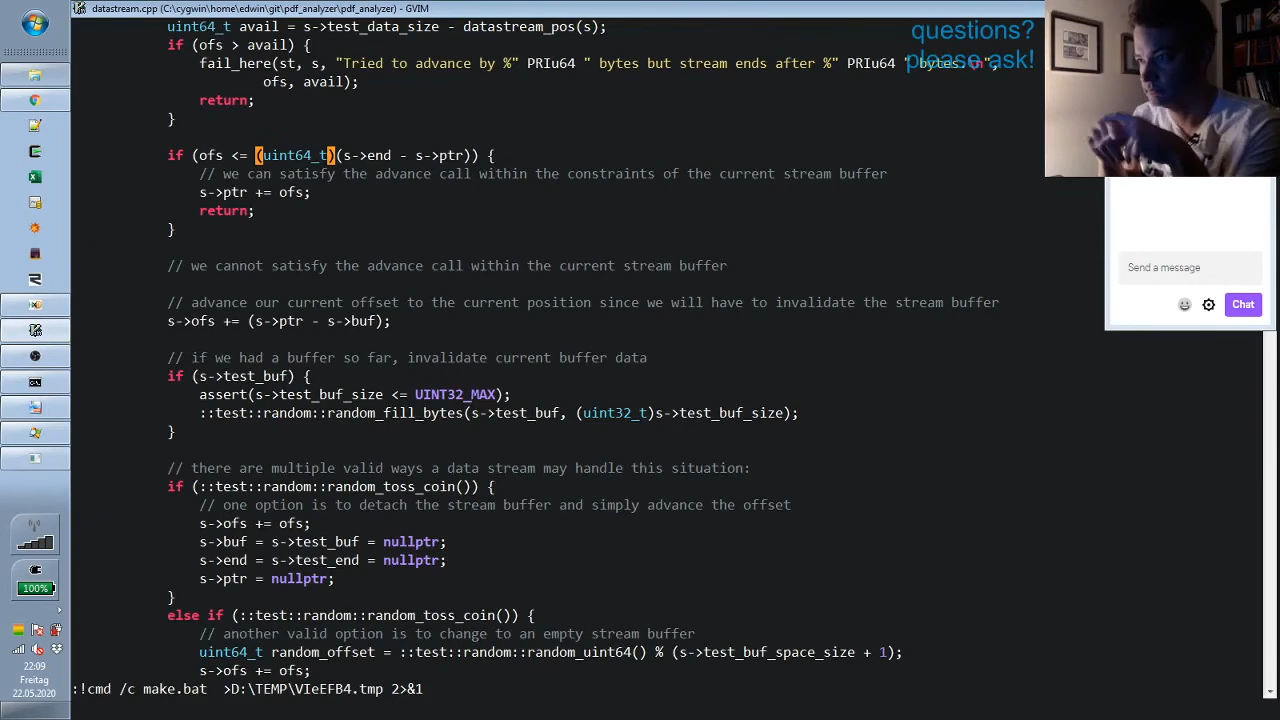 datastream.cpp (C:\cygwin\home\edwin\git\pdf_analyzer\pdf_analyzer) - GVIM
uint64_t avail = s->test_data_size - datastream_pos(s);
if (ofs > avail) {
fail_here(st, s, "Tried to advance by %" PRIu64 " bytes but stream ends after %" PRIu64 " bytes.\n",
ofs, avail);
return;
}
if (ofs <= (uint64_t)(s->end - s->ptr)) {
// we can satisfy the advance call within the constraints of the current stream buffer
s->ptr += ofs;
return;
}
// we cannot satisfy the advance call within the current stream buffer
// advance our current offset to the current position since we will have to invalidate the stream buffer
s->ofs += (s->ptr - s->buf);
// if we had a buffer so far, invalidate current buffer data
if (s->test_buf) {
assert(s->test_buf_size <= UINT32_MAX);
::test::random::random_fill_bytes(s->test_buf, (uint32_t)s->test_buf_size);
}
// there are multiple valid ways a data stream may handle this situation:
if (::test::random::random_toss_coin()) {
// one option is to detach the stream buffer and simply advance the offset
s->ofs += ofs;
s->buf = s->test_buf = nullptr;
s->end = s->test_end = nullptr;
s->ptr = nullptr;
}
else if (::test::random::random_toss_coin()) {
// another valid option is to change to an empty stream buffer
uint64_t random_offset = ::test::random::random_uint64() % (s->test_buf_space_size + 1);
s->ofs += ofs;
:!cmd /c make.bat >D:\TEMP\VIeEFB4.tmp 2>&1
questions?
please ask!
Send a message
Chat
100%
22:09
Freitag
22.05.2020